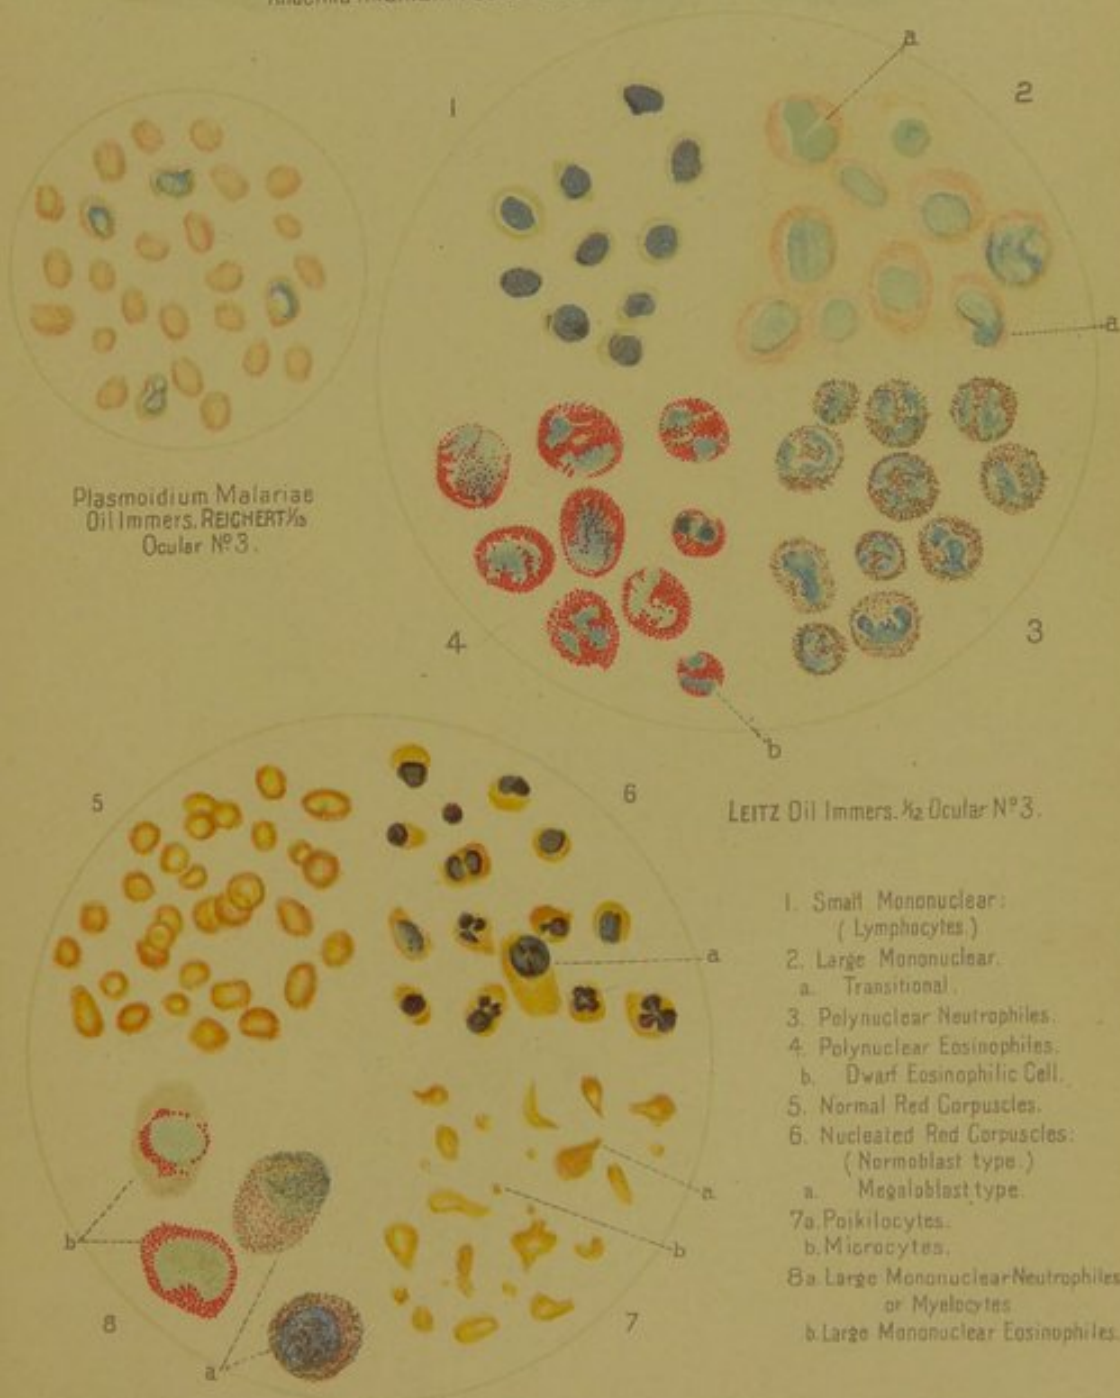 a
1
2
a
Plasmoidium Malariae
Oil Immers. REICHERT 1/15
Ocular Nº 3.
4
3
b
5
6
LEITZ Oil Immers. 1/12 Ocular Nº 3.
a
a
b
b
8
7
a
1. Small Mononuclear:
( Lymphocytes.)
2. Large Mononuclear.
a. Transitional.
3. Polynuclear Neutrophiles.
4. Polynuclear Eosinophiles.
b. Dwarf Eosinophilic Cell.
5. Normal Red Corpuscles.
6. Nucleated Red Corpuscles:
( Normoblast type.)
a. Megaloblast type.
7a. Poikilocytes.
b. Microcytes.
8a Large Mononuclear Neutrophiles
or Myelocytes
b. Large Mononuclear Eosinophiles.